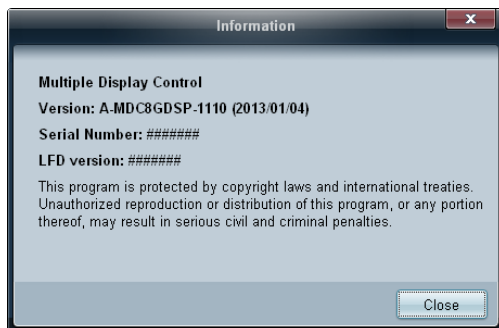 Information
x
Multiple Display Control
Version: A-MDC8GDSP-1110 (2013/01/04)
Serial Number: #######
LFD version: #######
This program is protected by copyright laws and international treaties.
Unauthorized reproduction or distribution of this program, or any portion
thereof, may result in serious civil and criminal penalties.
Close